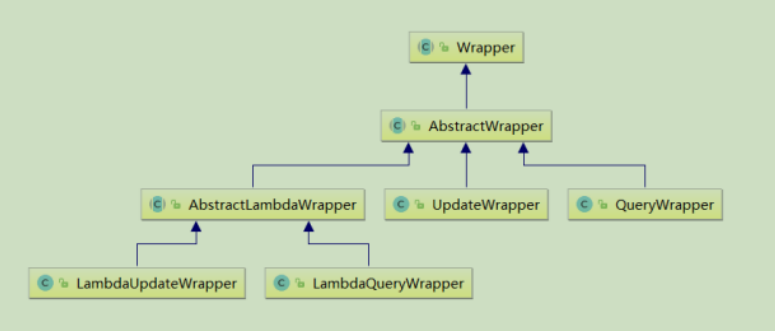 C Wrapper
C AbstractWrapper
C AbstractLambdaWrapper C UpdateWrapper C QueryWrapper
C LambdaUpdateWrapper C LambdaQueryWrapper